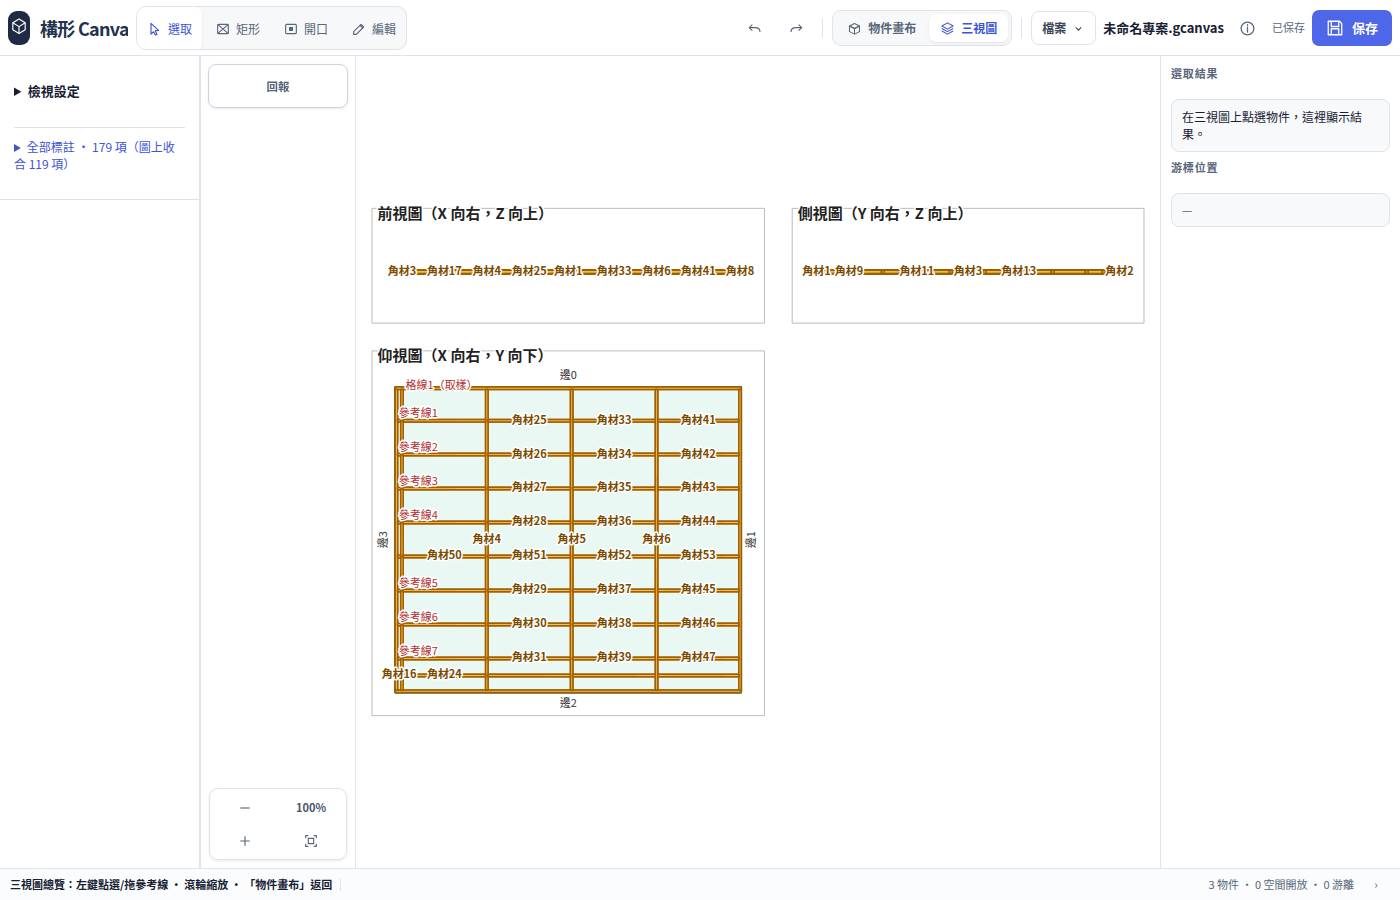 構形 Canva
選取
矩形
開口
編輯
物件畫布
三視圖
檔案
未命名專案.gcanvas
已保存
保存
檢視設定
全部標註 · 179 項（圖上收
合 119 項）
回報
100%
前視圖（X 向右，Z 向上）
角材3 角材17 角材4 角材25 角材1 角材33 角材6 角材41 角材8
側視圖（Y 向右，Z 向上）
角材1 角材9 角材11 角材3 角材13 角材2
仰視圖（X 向右，Y 向下）
邊0
格線1（取樣）
參考線1
角材25 角材33 角材41
參考線2
角材26 角材34 角材42
參考線3
角材27 角材35 角材43
參考線4
角材28 角材36 角材44
邊3
角材4 角材5 角材6
邊1
角材50 角材51 角材52 角材53
參考線5
角材29 角材37 角材45
參考線6
角材30 角材38 角材46
參考線7
角材31 角材39 角材47
角材16 角材24
邊2
選取結果
在三視圖上點選物件，這裡顯示結
果。
游標位置
—
三視圖總覽：左鍵點選/拖參考線 · 滾輪縮放 · 「物件畫布」返回
3 物件 · 0 空間開放 · 0 游離